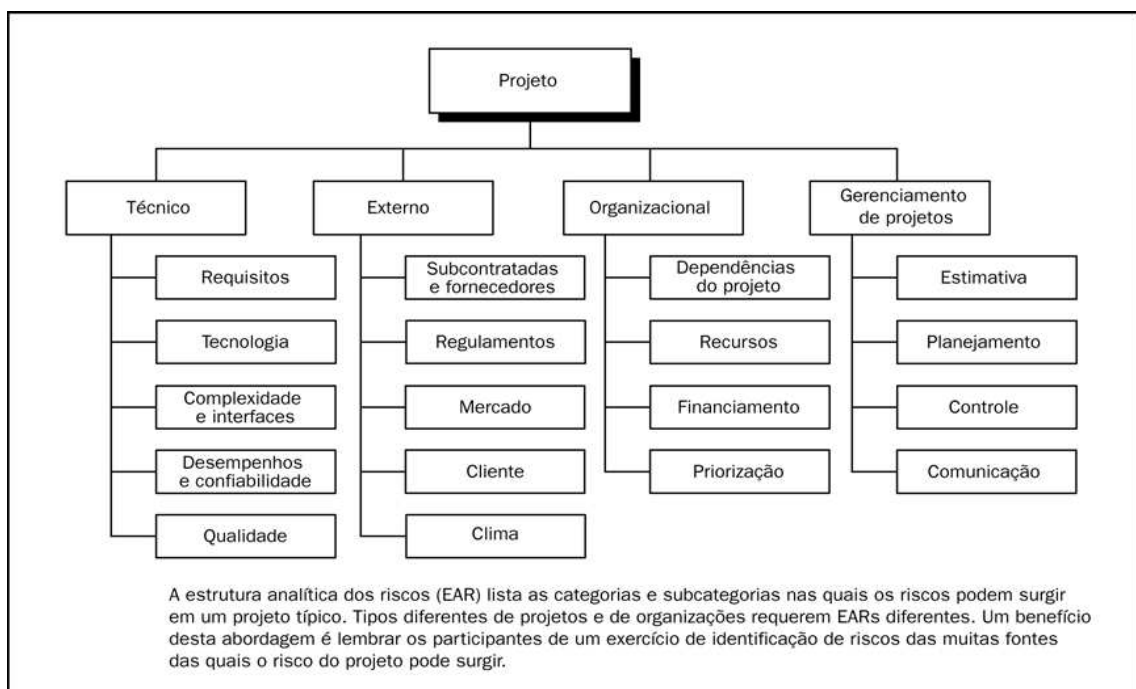 Projeto
Técnico
Externo
Organizacional
Gerenciamento
de projetos
Requisitos
Subcontratadas
e fornecedores
Dependências
do projeto
Estimativa
Tecnologia
Regulamentos
Recursos
Planejamento
Complexidade
e interfaces
Mercado
Financiamento
Controle
Desempenhos
e confiabilidade
Cliente
Priorização
Comunicação
Qualidade
Clima
A estrutura analítica dos riscos (EAR) lista as categorias e subcategorias nas quais os riscos podem surgir
em um projeto típico. Tipos diferentes de projetos e de organizações requerem EARs diferentes. Um benefício
desta abordagem é lembrar os participantes de um exercício de identificação de riscos das muitas fontes
das quais o risco do projeto pode surgir.